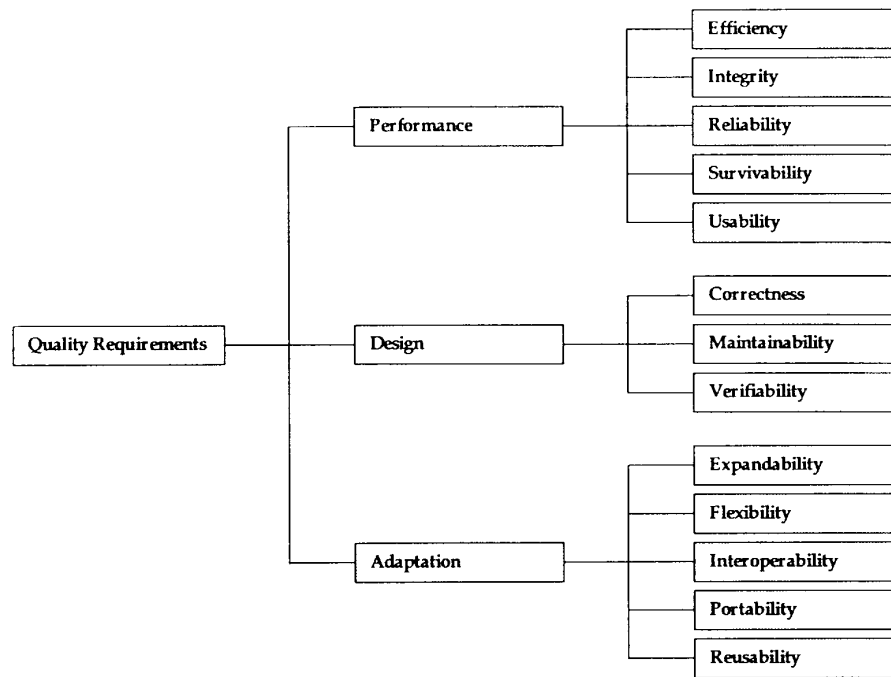 Efficiency
Integrity
Performance
Reliability
Survivability
Usability
Correctness
Quality Requirements
Design
Maintainability
Verifiability
Expandability
Flexibility
Adaptation
Interoperability
Portability
Reusability